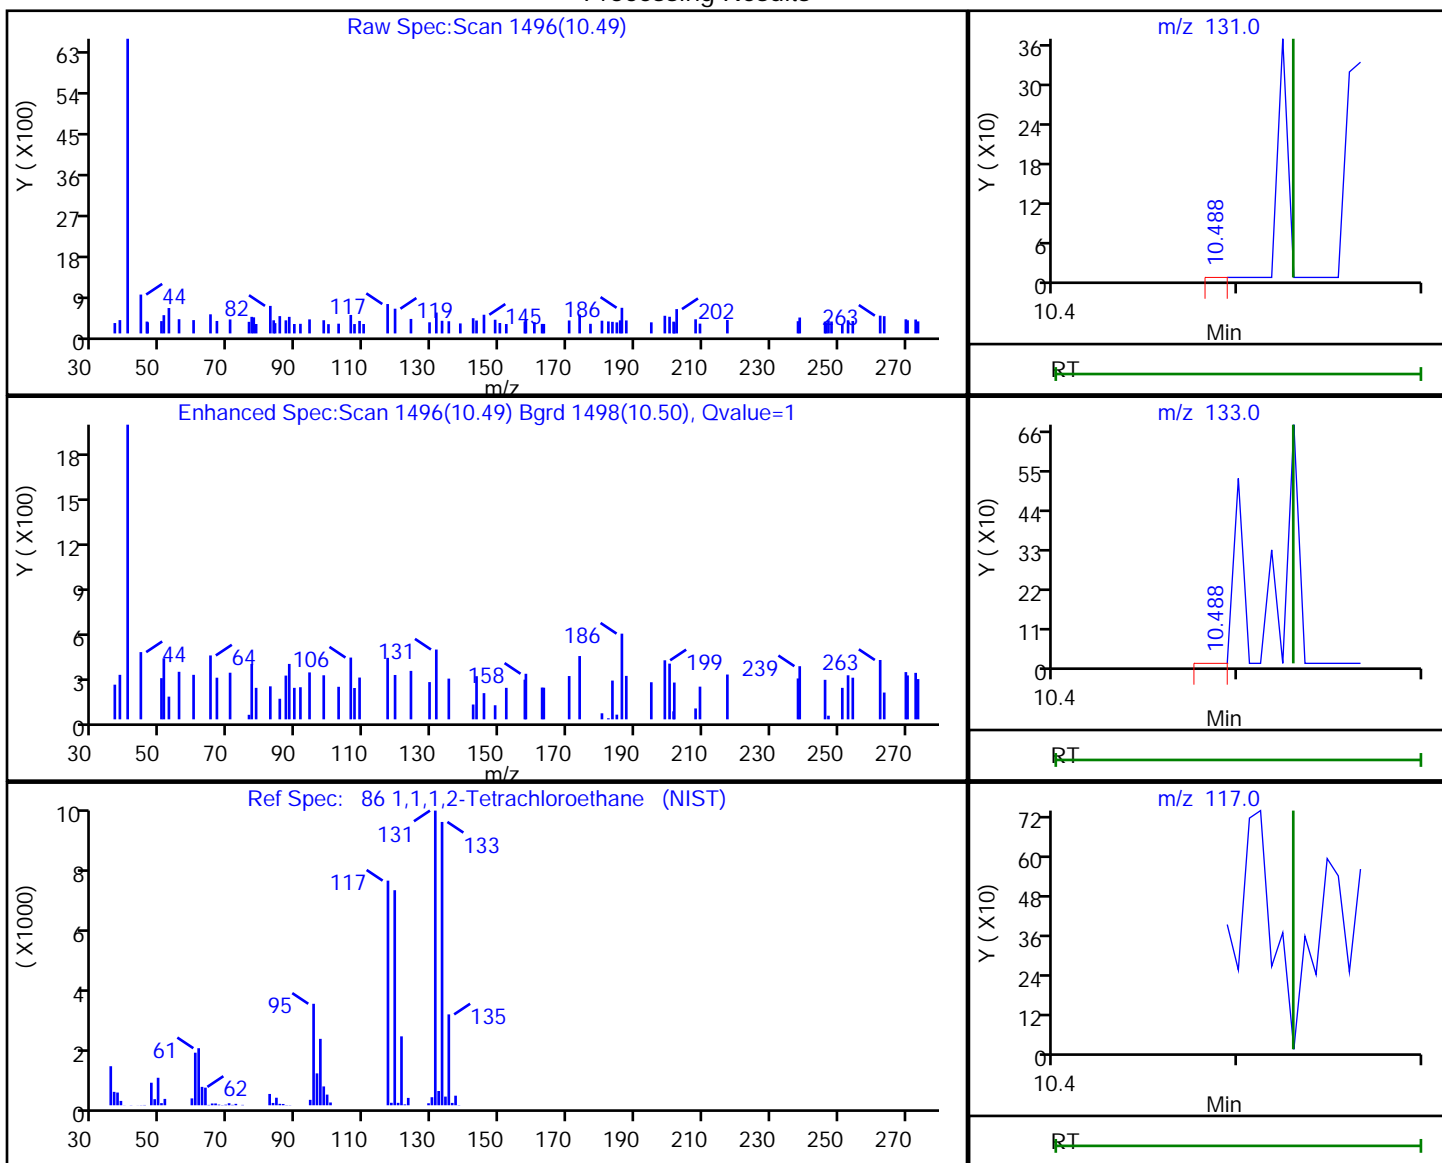 Processing Results
Raw Spec:Scan 1496(10.49)
Y ( X100)
63
54
45
36
27
18
9
0
44
82
117
119
145
186
202
263
30 50 70 90 110 130 150 170 190 210 230 250 270
m/z
m/z 131.0
Y ( X10)
36
30
24
18
12
6
0
10.488
10.4
Min
RT
Enhanced Spec:Scan 1496(10.49) Bgrd 1498(10.50), Qvalue=1
Y ( X100)
18
15
12
9
6
3
0
44
64
106
131
158
186
199
239
263
30 50 70 90 110 130 150 170 190 210 230 250 270
m/z
m/z 133.0
Y ( X10)
66
55
44
33
22
11
0
10.488
10.4
Min
RT
Ref Spec: 86 1,1,1,2-Tetrachloroethane (NIST)
( X1000)
10
8
6
4
2
0
61
62
95
117
131
133
135
30 50 70 90 110 130 150 170 190 210 230 250 270
m/z 117.0
Y ( X10)
72
60
48
36
24
12
0
10.4
Min
RT